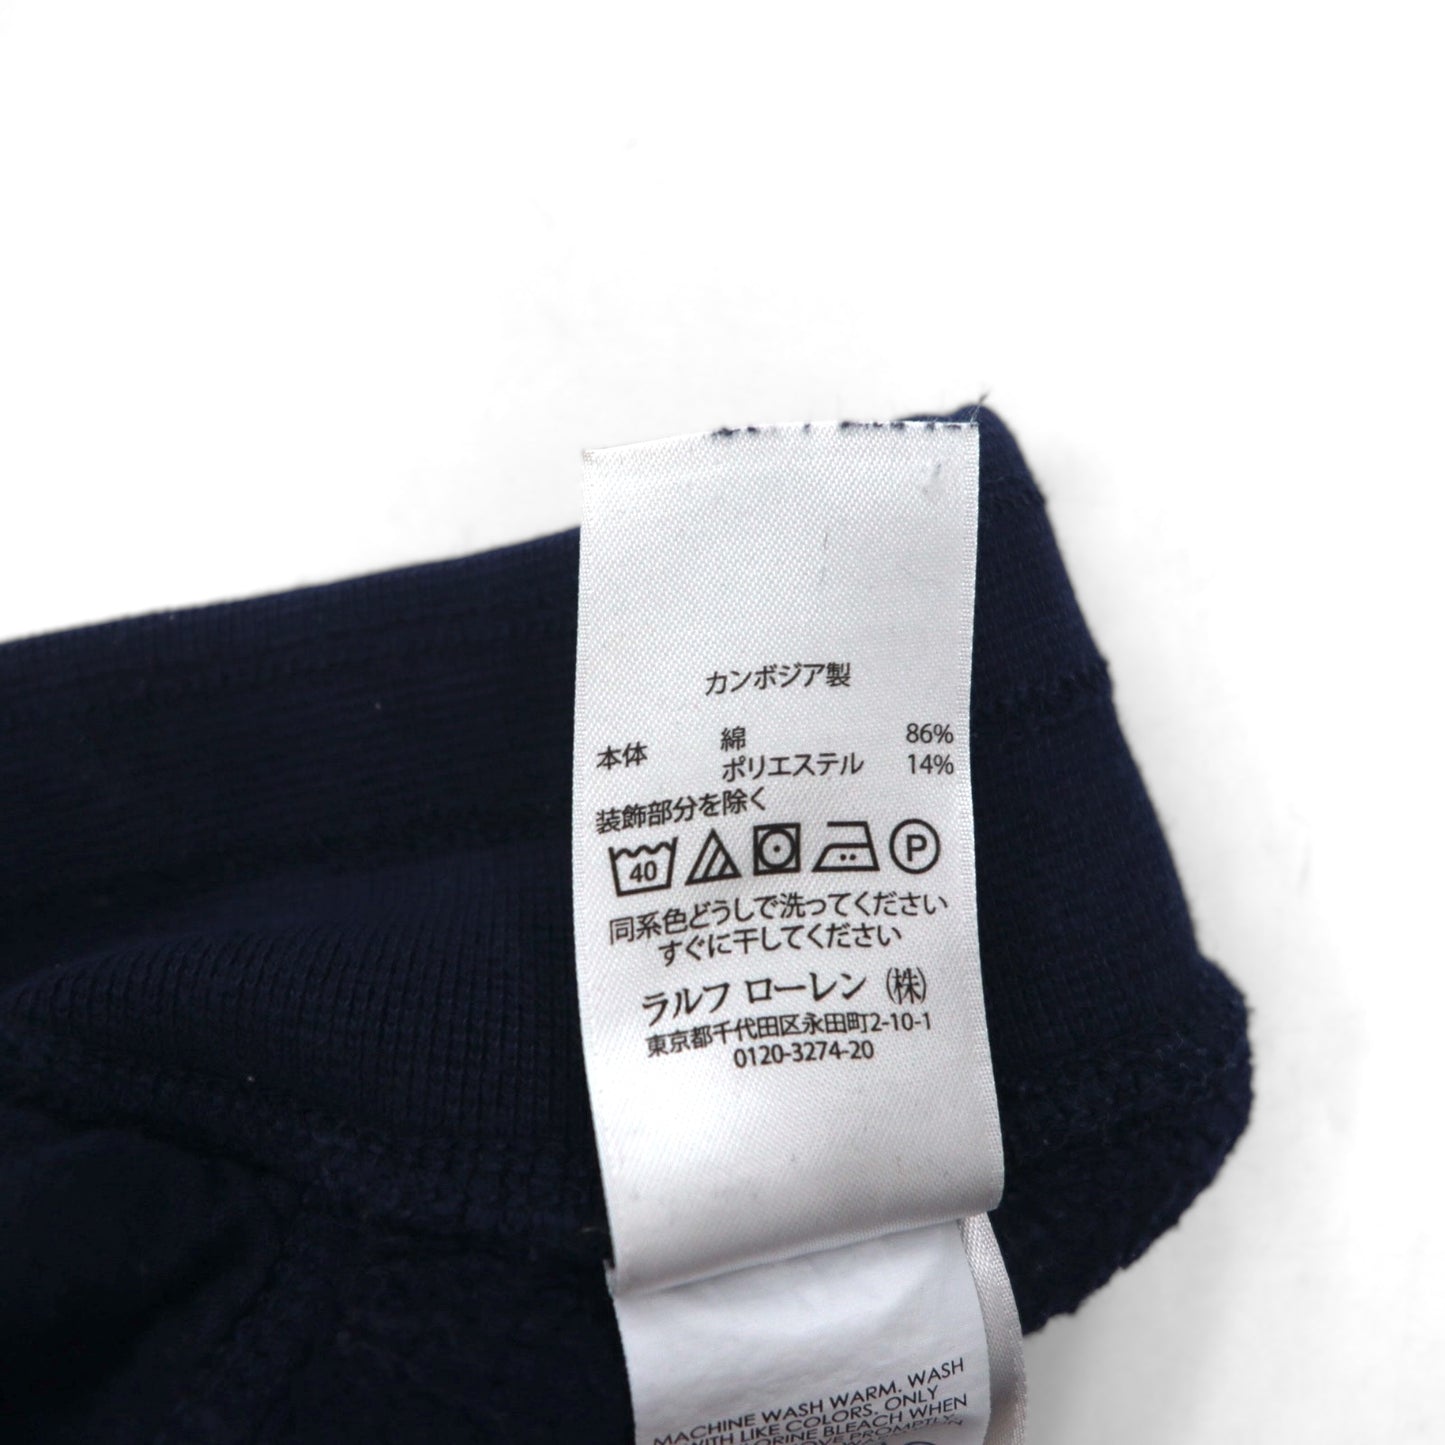 カンボジア製
本体 綿 86%
ポリエステル 14%
装飾部分を除く
40 P
同系色どうしで洗ってください
すぐに干してください
ラルフ ローレン (株)
東京都千代田区永田町2-10-1
0120-3274-20
MACHINE WASH WARM. WASH
WITH LIKE COLORS. ONLY
BLEACH WHEN
PROMPTLY